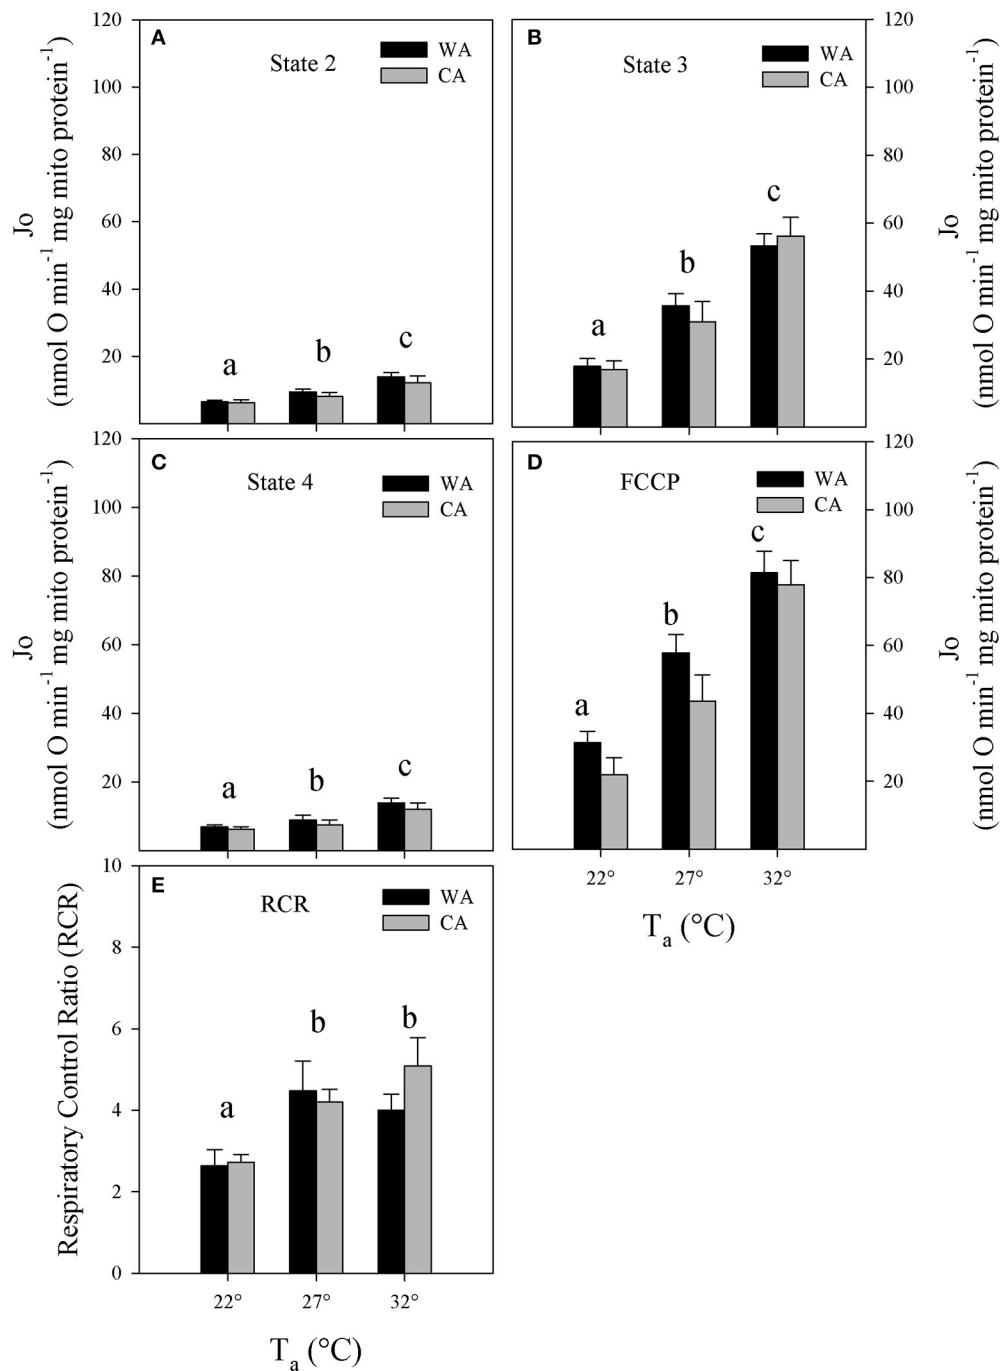 A
State 2
WA
CA
120
100
80
60
40
20
Jo
(nmol O min-1 mg mito protein-1)
a
b
c
B
State 3
WA
CA
120
100
80
60
40
20
Jo
(nmol O min-1 mg mito protein-1)
a
b
c
C
State 4
WA
CA
120
100
80
60
40
20
Jo
(nmol O min-1 mg mito protein-1)
a
b
c
D
FCCP
WA
CA
120
100
80
60
40
20
Jo
(nmol O min-1 mg mito protein-1)
a
b
c
22°
27°
32°
Ta (°C)
E
RCR
WA
CA
10
8
6
4
2
0
Respiratory Control Ratio (RCR)
a
b
b
22°
27°
32°
Ta (°C)